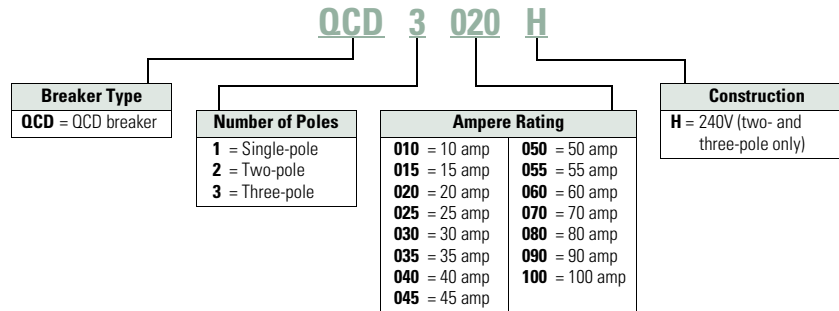 QCD 3 020 H
Breaker Type
QCD = QCD breaker
Number of Poles
1 = Single-pole
2 = Two-pole
3 = Three-pole
Ampere Rating
010 = 10 amp
015 = 15 amp
020 = 20 amp
025 = 25 amp
030 = 30 amp
035 = 35 amp
040 = 40 amp
045 = 45 amp
050 = 50 amp
055 = 55 amp
060 = 60 amp
070 = 70 amp
080 = 80 amp
090 = 90 amp
100 = 100 amp
Construction
H = 240V (two- and
three-pole only)